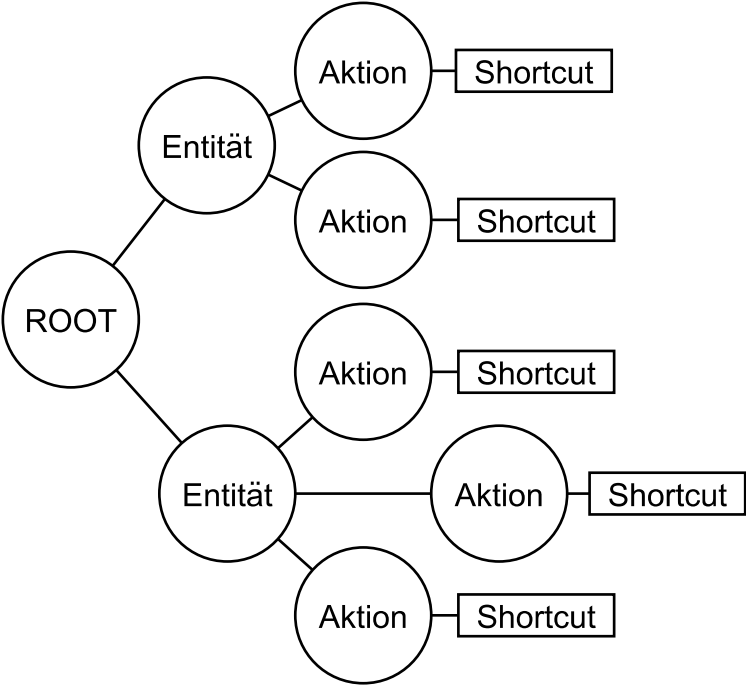 Aktion
Shortcut
Entität
Aktion
Shortcut
ROOT
Aktion
Shortcut
Entität
Aktion
Shortcut
Aktion
Shortcut